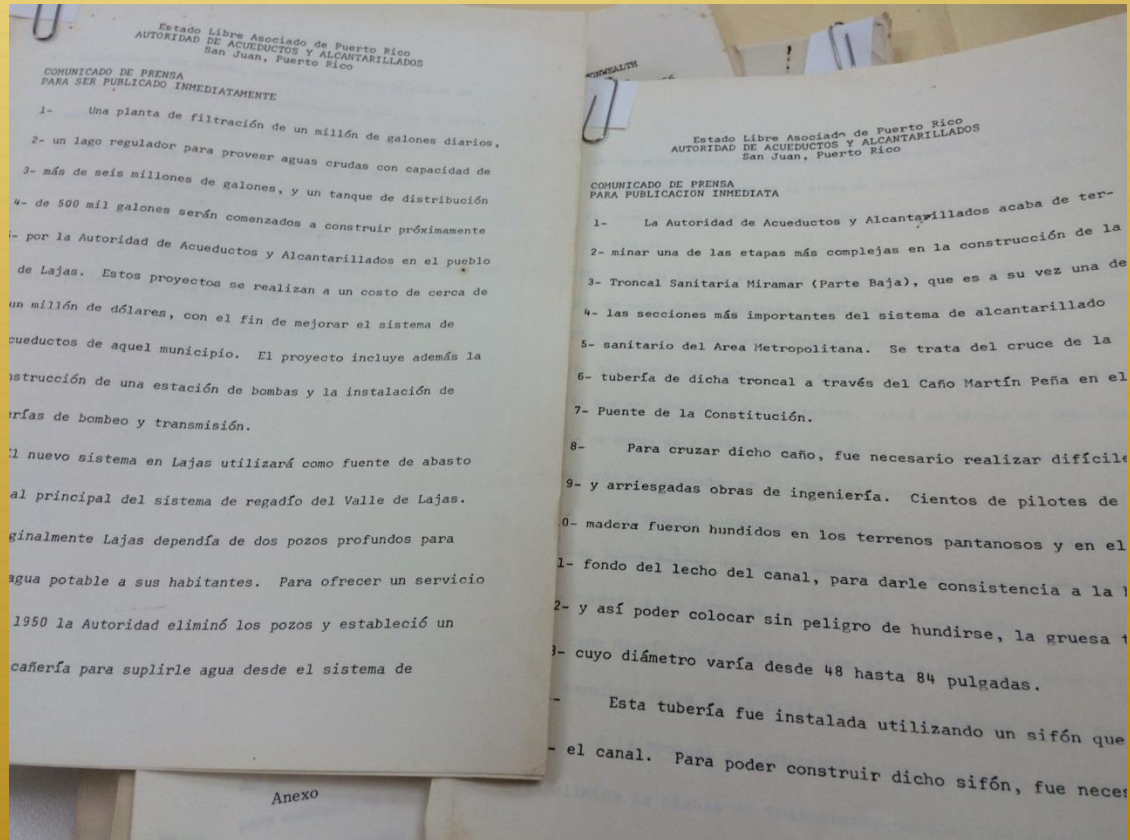 Estado Libre Asociado de Puerto Rico
AUTORIDAD DE ACUEDUCTOS Y ALCANTARILLADOS
San Juan, Puerto Rico
COMUNICADO DE PRENSA
PARA SER PUBLICADO INMEDIATAMENTE
1- Una planta de filtración de un millón de galones diarios,
2- un lago regulador para proveer aguas crudas con capacidad de
3- más de seis millones de galones, y un tanque de distribución
4- de 500 mil galones serán comenzados a construir próximamente
- por la Autoridad de Acueductos y Alcantarillados en el pueblo
de Lajas. Estos proyectos se realizan a un costo de cerca de
un millón de dólares, con el fin de mejorar el sistema de
cueductos de aquel municipio. El proyecto incluye además la
strucción de una estación de bombas y la instalación de
erías de bombeo y transmisión.
l nuevo sistema en Lajas utilizará como fuente de abasto
al principal del sistema de regadío del Valle de Lajas.
ginalmente Lajas dependía de dos pozos profundos para
agua potable a sus habitantes. Para ofrecer un servicio
1950 la Autoridad eliminó los pozos y estableció un
cañería para suplirle agua desde el sistema de
Anexo
Estado Libre Asociado de Puerto Rico
AUTORIDAD DE ACUEDUCTOS Y ALCANTARILLADOS
San Juan, Puerto Rico
COMUNICADO DE PRENSA
PARA PUBLICACION INMEDIATA
1- La Autoridad de Acueductos y Alcantarillados acaba de ter-
2- minar una de las etapas más complejas en la construcción de la
3- Troncal Sanitaria Miramar (Parte Baja), que es a su vez una de
4- las secciones más importantes del sistema de alcantarillado
5- sanitario del Area Metropolitana. Se trata del cruce de la
6- tubería de dicha troncal a través del Caño Martín Peña en el
7- Puente de la Constitución.
8- Para cruzar dicho caño, fue necesario realizar difícile
9- y arriesgadas obras de ingeniería. Cientos de pilotes de
0- madera fueron hundidos en los terrenos pantanosos y en el
1- fondo del lecho del canal, para darle consistencia a la
2- y así poder colocar sin peligro de hundirse, la gruesa
3- cuyo diámetro varía desde 48 hasta 84 pulgadas.
- Esta tubería fue instalada utilizando un sifón que
- el canal. Para poder construir dicho sifón, fue neces